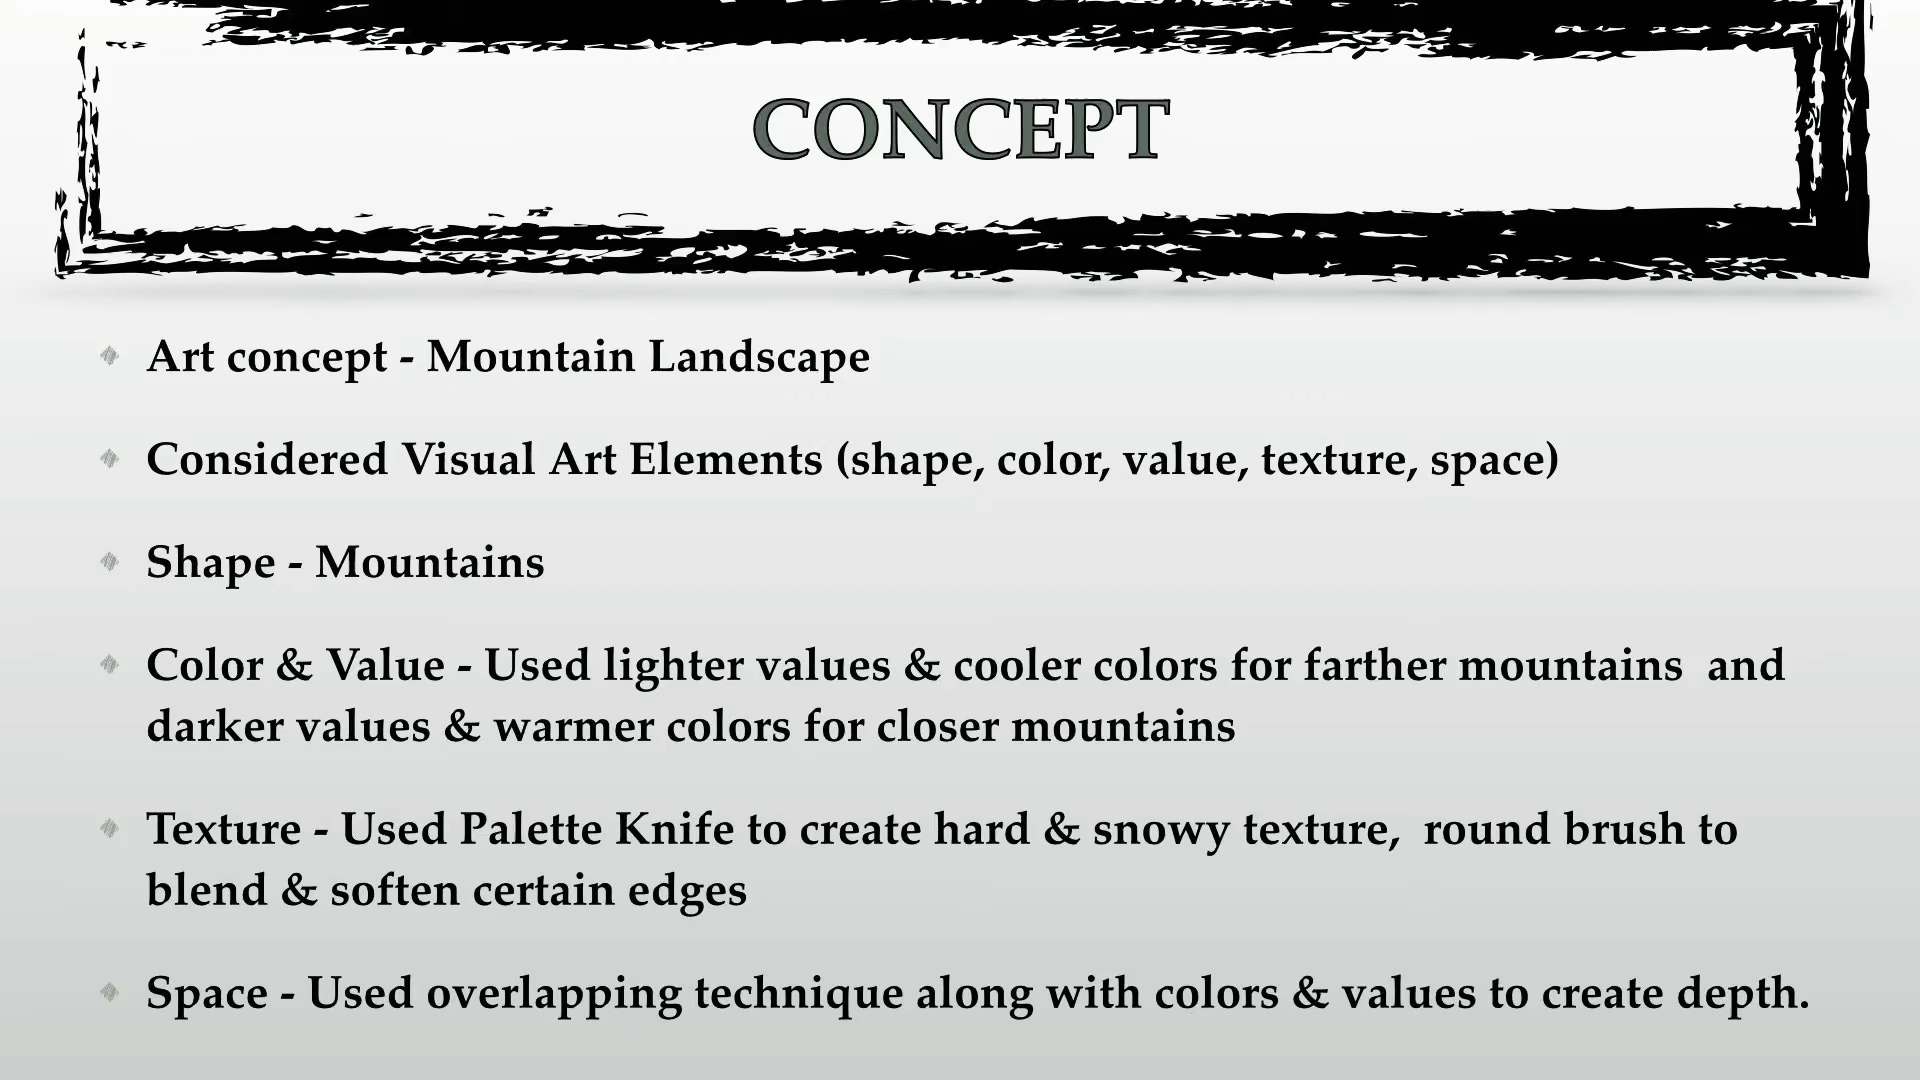 CONCEPT
Art concept - Mountain Landscape
Considered Visual Art Elements (shape, color, value, texture, space)
Shape - Mountains
Color & Value - Used lighter values & cooler colors for farther mountains  and
darker values & warmer colors for closer mountains
Texture - Used Palette Knife to create hard & snowy texture,  round brush to
blend & soften certain edges
Space - Used overlapping technique along with colors & values to create depth.